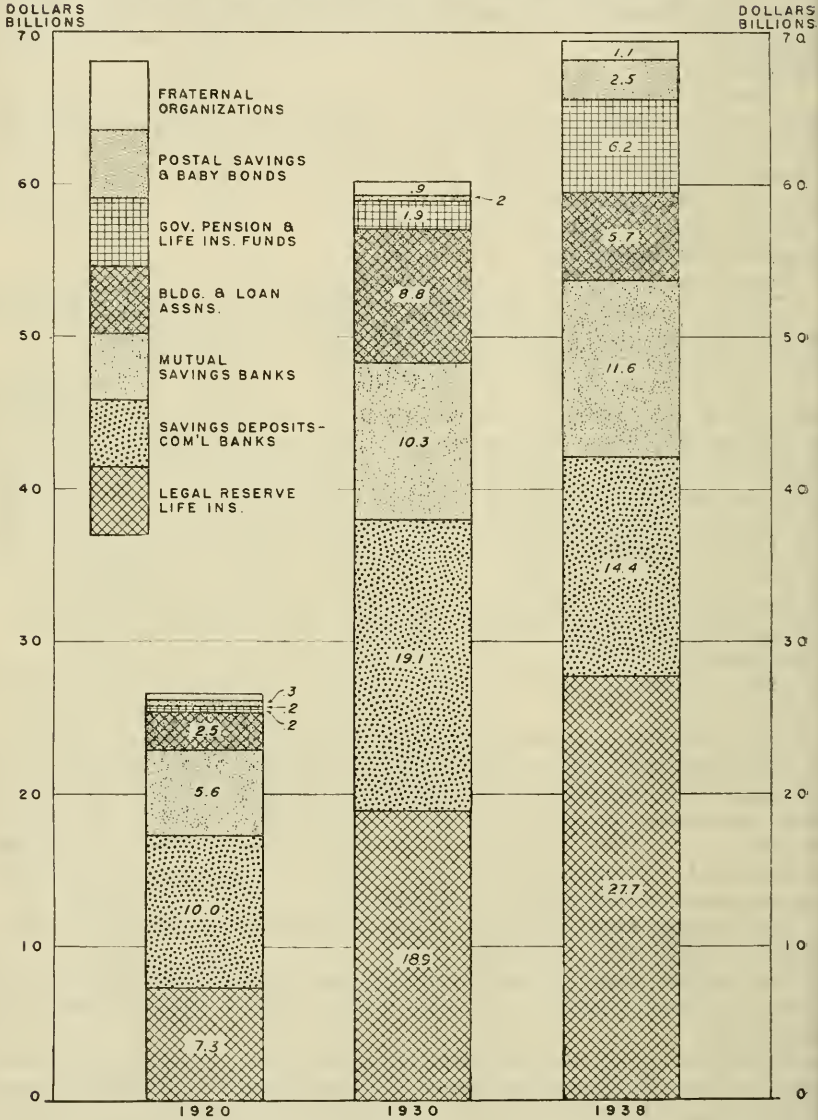 DOLLARS
BILLIONS
DOLLARS
BILLIONS
70
70
60
60
50
50
40
40
30
30
20
20
10
10
0
0
FRATERNAL
ORGANIZATIONS
POSTAL SAVINGS
& BABY BONDS
GOV. PENSION &
LIFE INS. FUNDS
BLDG. & LOAN
ASSNS.
MUTUAL
SAVINGS BANKS
SAVINGS DEPOSITS-
COM'L BANKS
LEGAL RESERVE
LIFE INS.
3
2
2
2.5
5.6
10.0
7.3
.9
2
1.9
8.8
10.3
19.1
18.9
1.1
2.5
6.2
5.7
11.6
14.4
27.7
1920
1930
1938